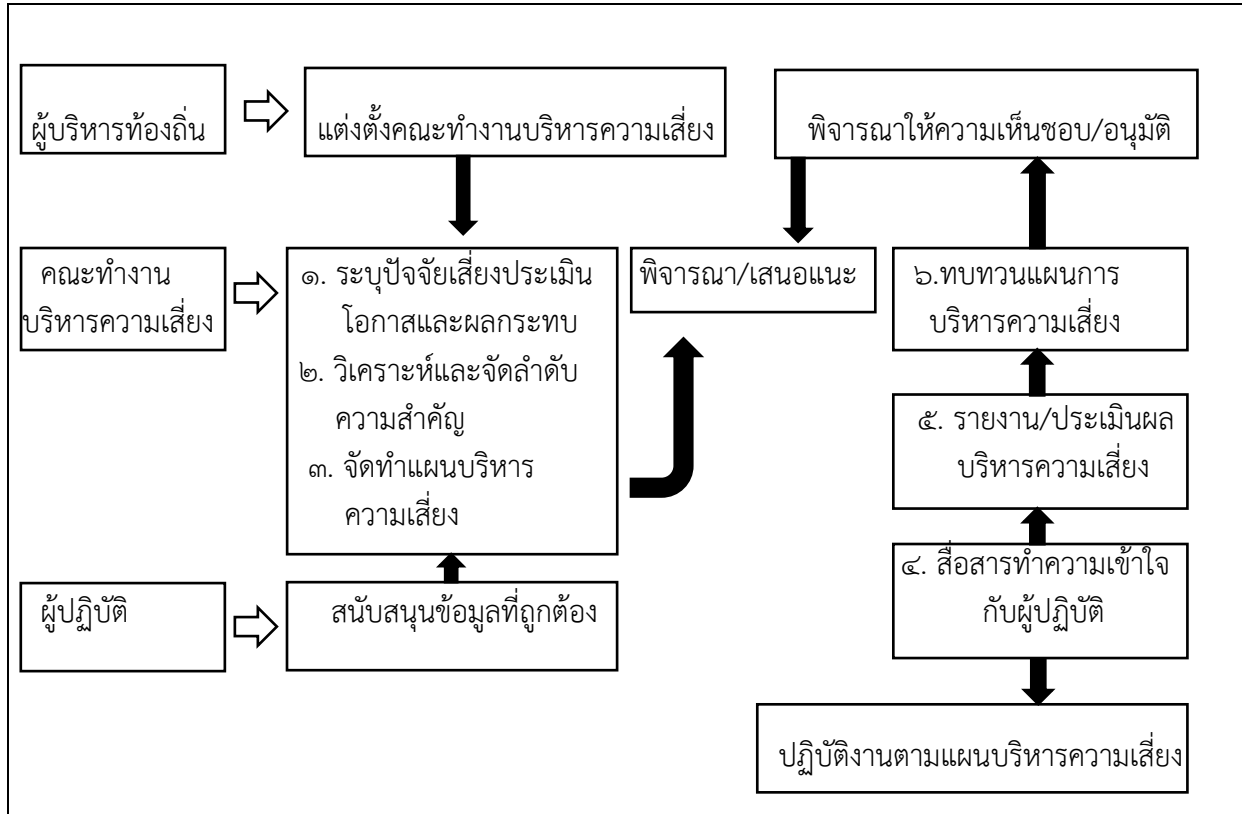 ผู้บริหารท้องถิ่น
แต่งตั้งคณะทำงานบริหารความเสี่ยง
พิจารณาให้ความเห็นชอบ/อนุมัติ
คณะทำงาน
บริหารความเสี่ยง
๑. ระบุปัจจัยเสี่ยงประเมิน
โอกาสและผลกระทบ
๒. วิเคราะห์และจัดลำดับ
ความสำคัญ
๓. จัดทำแผนบริหาร
ความเสี่ยง
พิจารณา/เสนอแนะ
๖.ทบทวนแผนการ
บริหารความเสี่ยง
๕. รายงาน/ประเมินผล
บริหารความเสี่ยง
๔. สื่อสารทำความเข้าใจ
กับผู้ปฏิบัติ
ผู้ปฏิบัติ
สนับสนุนข้อมูลที่ถูกต้อง
ปฏิบัติงานตามแผนบริหารความเสี่ยง